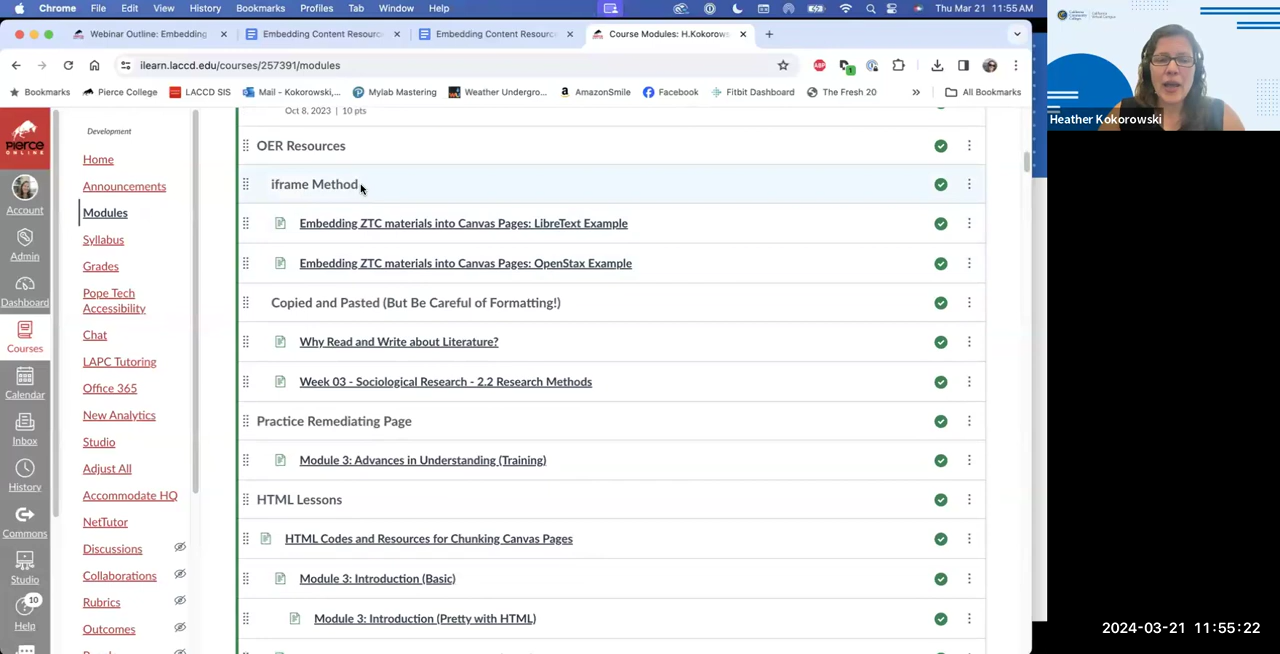 Chrome File Edit View History Bookmarks Profiles Tab Window Help Thu Mar 21 11:55 AM
Webinar Outline: Embedding Embedding Content Resourc Embedding Content Resourc Course Modules: H.Kokorows
ilearn.laccd.edu/courses/257391/modules
Bookmarks Pierce College LACCD SIS Mail – Kokorowski,... Mylab Mastering Weather Undergro... AmazonSmile Facebook Fitbit Dashboard The Fresh 20 » All Bookmarks
PIERCE
ONLINE
Account
Admin
Dashboard
Courses
Calendar
Inbox
History
Commons
Studio
10
Help
Development
Home
Announcements
Modules
Syllabus
Grades
Pope Tech
Accessibility
Chat
LAPC Tutoring
Office 365
New Analytics
Studio
Adjust All
Accommodate HQ
NetTutor
Discussions
Collaborations
Rubrics
Outcomes
Oct 8, 2023 | 10 pts
OER Resources
iframe Method
Embedding ZTC materials into Canvas Pages: LibreText Example
Embedding ZTC materials into Canvas Pages: OpenStax Example
Copied and Pasted (But Be Careful of Formatting!)
Why Read and Write about Literature?
Week 03 - Sociological Research - 2.2 Research Methods
Practice Remediating Page
Module 3: Advances in Understanding (Training)
HTML Lessons
HTML Codes and Resources for Chunking Canvas Pages
Module 3: Introduction (Basic)
Module 3: Introduction (Pretty with HTML)
Heather Kokorowski
2024-03-21 11:55:22